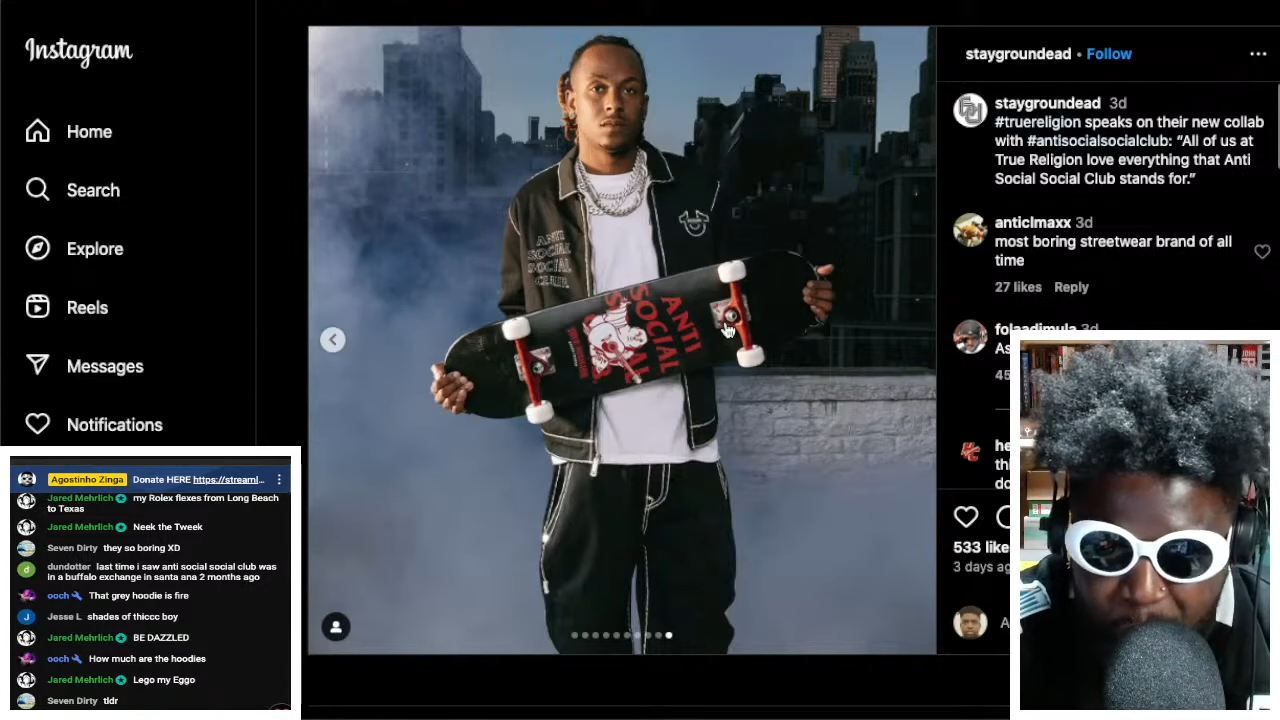 Instagram
Home
Search
Explore
Reels
Messages
Notifications
ANTI
SOCIAL
SOCIAL
CLUB
ANTI
SOCIAL
staygroundead • Follow
staygroundead 3d
#truereligion speaks on their new collab
with #antisocialsocialclub: “All of us at
True Religion love everything that Anti
Social Social Club stands for.”
anticlmaxx 3d
most boring streetwear brand of all
time
27 likes Reply
folaadimula 3d
45
533 like
3 days ag
Agostinho Zinga Donate HERE https://streaml...
Jared Mehrlich my Rolex flexes from Long Beach
to Texas
Jared Mehrlich Neek the Tweek
Seven Dirty they so boring XD
dundotter last time i saw anti social social club was
in a buffalo exchange in santa ana 2 months ago
ooch That grey hoodie is fire
Jesse L shades of thiccc boy
Jared Mehrlich BE DAZZLED
ooch How much are the hoodies
Jared Mehrlich Lego my Eggo
Seven Dirty tldr